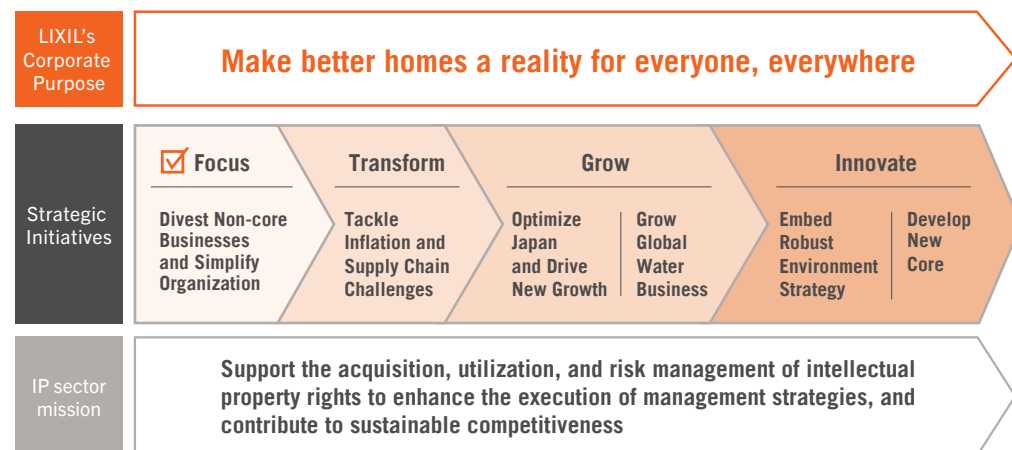 LIXIL's
Corporate
Purpose
Make better homes a reality for everyone, everywhere
Strategic
Initiatives
Focus
Divest Non-core
Businesses
and Simplify
Organization
Transform
Tackle
Inflation and
Supply Chain
Challenges
Grow
Optimize
Japan
and Drive
New Growth
Grow
Global
Water
Business
Innovate
Embed
Robust
Environment
Strategy
Develop
New
Core
IP sector
mission
Support the acquisition, utilization, and risk management of intellectual
property rights to enhance the execution of management strategies, and
contribute to sustainable competitiveness